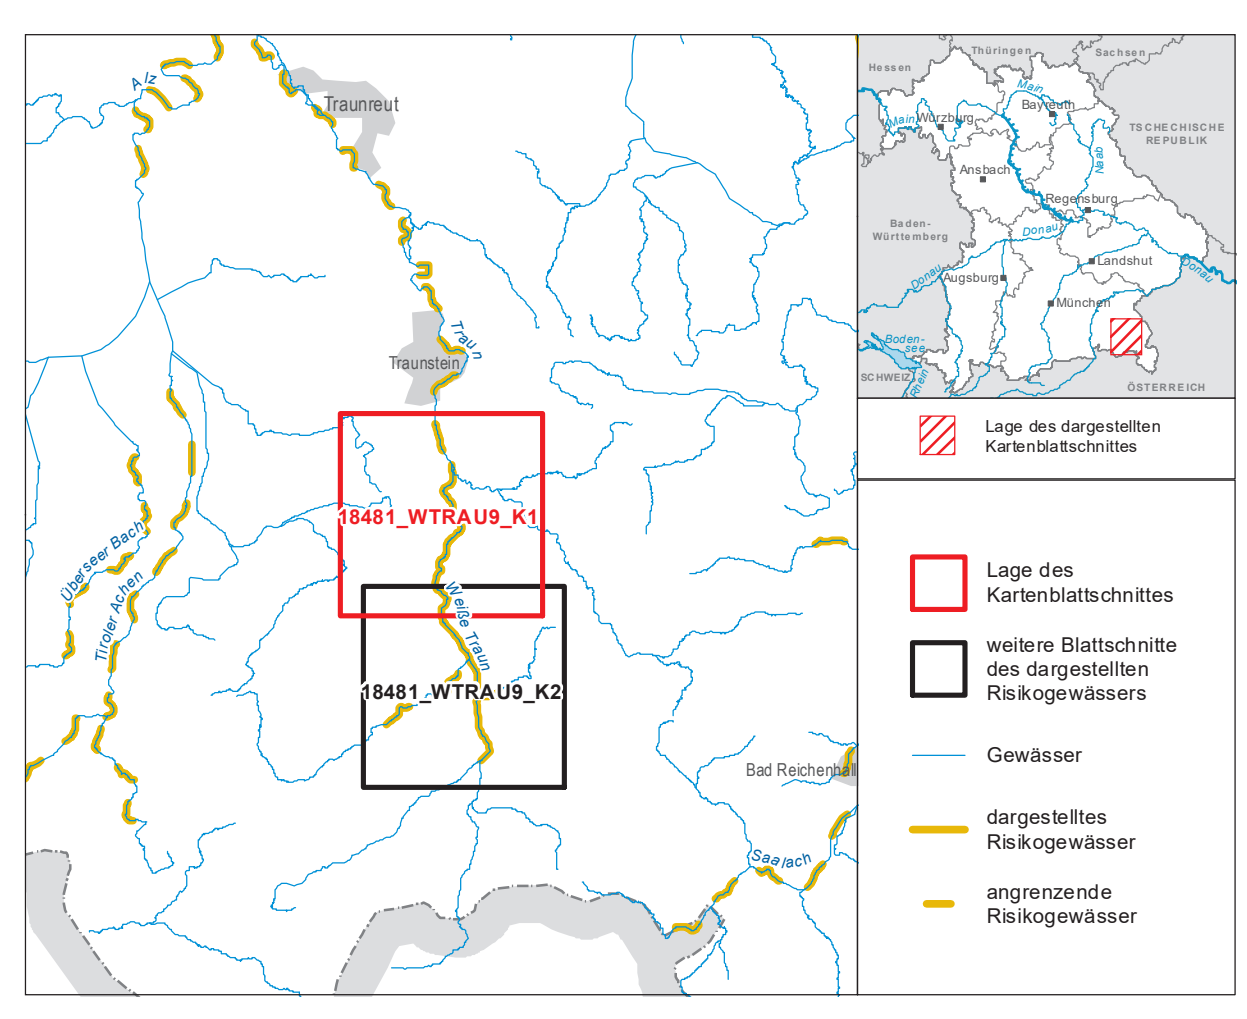 Alz
Traunreut
Traun
Traunstein
18481_WTRAU9_K1
Überseer Bach
Tiroler Achen
Weiße Traun
18481_WTRAU9_K2
Bad Reichenhall
Saalach
Thüringen
Sachsen
Hessen
Main
Bayreuth
Main
Würzburg
TSCHECHISCHE
REPUBLIK
Naab
Ansbach
Regensburg
Baden-
Württemberg
Donau
Landshut
Donau
Donau
Augsburg
München
Boden-
see
SCHWEIZ
Rhein
ÖSTERREICH
Lage des dargestellten
Kartenblattschnittes
Lage des
Kartenblattschnittes
weitere Blattschnitte
des dargestellten
Risikogewässers
Gewässer
dargestelltes
Risikogewässer
angrenzende
Risikogewässer